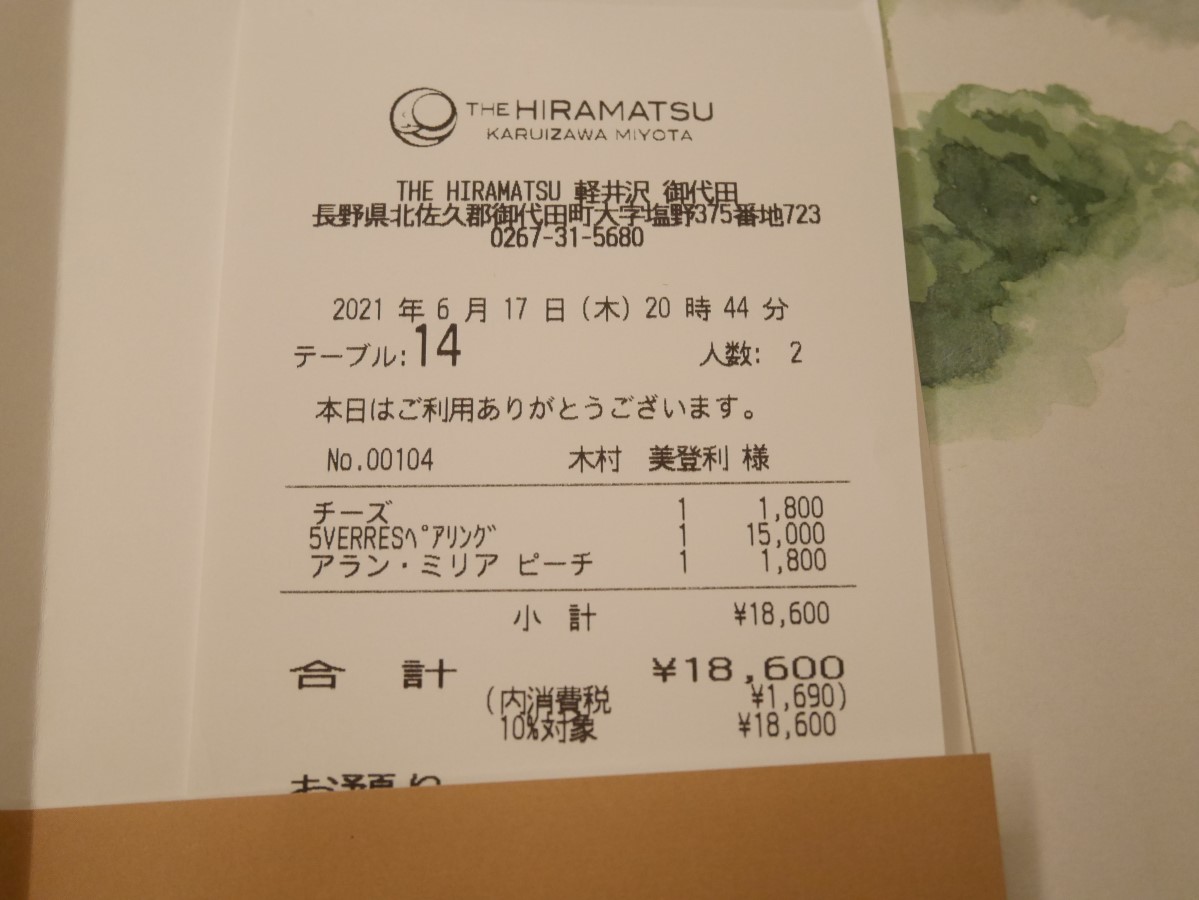 THE HIRAMATSU
KARUIZAWA MIYOTA
THE HIRAMATSU 軽井沢 御代田
長野県北佐久郡御代田町大字塩野375番地723
0267-31-5680
2021 年 6 月 17 日 (木) 20 時 44 分
テーブル:14 人数: 2
本日はご利用ありがとうございます。
No.00104 木村 美登利 様
チーズ 1 1,800
5VERRESペアリング 1 15,000
アラン・ミリア ピーチ 1 1,800
小 計 ¥18,600
合 計 ¥18,600
(内消費税 ¥1,690)
10%対象 ¥18,600
お預り